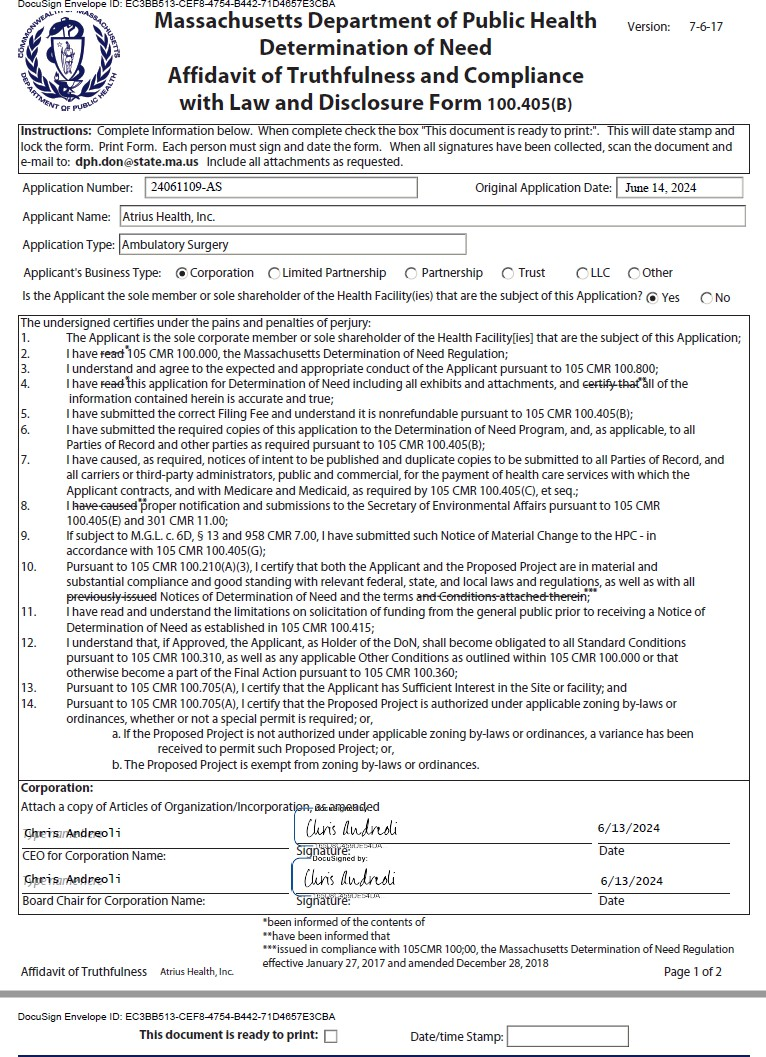 DocuSign Envelope ID: EC3BB513-CEF8-4754-B442-71D4657E3CBA
COMMONWEALTH OF MASSACHUSETTS
DEPARTMENT OF PUBLIC HEALTH
Massachusetts Department of Public Health
Determination of Need
Affidavit of Truthfulness and Compliance
with Law and Disclosure Form 100.405(B)
Version: 7-6-17
Instructions: Complete Information below. When complete check the box "This document is ready to print:". This will date stamp and
lock the form. Print Form. Each person must sign and date the form. When all signatures have been collected, scan the document and
e-mail to: dph.don@state.ma.us Include all attachments as requested.
Application Number: 24061109-AS Original Application Date: June 14, 2024
Applicant Name: Atrius Health, Inc.
Application Type: Ambulatory Surgery
Applicant's Business Type: Corporation Limited Partnership Partnership Trust LLC Other
Is the Applicant the sole member or sole shareholder of the Health Facility(ies) that are the subject of this Application? Yes No
The undersigned certifies under the pains and penalties of perjury:
1. The Applicant is the sole corporate member or sole shareholder of the Health Facility[ies] that are the subject of this Application;
2. I have read* 105 CMR 100.000, the Massachusetts Determination of Need Regulation;
3. I understand and agree to the expected and appropriate conduct of the Applicant pursuant to 105 CMR 100.800;
4. I have read* this application for Determination of Need including all exhibits and attachments, and certify that** all of the
information contained herein is accurate and true;
5. I have submitted the correct Filing Fee and understand it is nonrefundable pursuant to 105 CMR 100.405(B);
6. I have submitted the required copies of this application to the Determination of Need Program, and, as applicable, to all
Parties of Record and other parties as required pursuant to 105 CMR 100.405(B);
7. I have caused, as required, notices of intent to be published and duplicate copies to be submitted to all Parties of Record, and
all carriers or third-party administrators, public and commercial, for the payment of health care services with which the
Applicant contracts, and with Medicare and Medicaid, as required by 105 CMR 100.405(C), et seq.;
8. I have caused** proper notification and submissions to the Secretary of Environmental Affairs pursuant to 105 CMR
100.405(E) and 301 CMR 11.00;
9. If subject to M.G.L. c. 6D, § 13 and 958 CMR 7.00, I have submitted such Notice of Material Change to the HPC - in
accordance with 105 CMR 100.405(G);
10. Pursuant to 105 CMR 100.210(A)(3), I certify that both the Applicant and the Proposed Project are in material and
substantial compliance and good standing with relevant federal, state, and local laws and regulations, as well as with all
previously issued Notices of Determination of Need and the terms and Conditions attached therein;***
11. I have read and understand the limitations on solicitation of funding from the general public prior to receiving a Notice of
Determination of Need as established in 105 CMR 100.415;
12. I understand that, if Approved, the Applicant, as Holder of the DoN, shall become obligated to all Standard Conditions
pursuant to 105 CMR 100.310, as well as any applicable Other Conditions as outlined within 105 CMR 100.000 or that
otherwise become a part of the Final Action pursuant to 105 CMR 100.360;
13. Pursuant to 105 CMR 100.705(A), I certify that the Applicant has Sufficient Interest in the Site or facility; and
14. Pursuant to 105 CMR 100.705(A), I certify that the Proposed Project is authorized under applicable zoning by-laws or
ordinances, whether or not a special permit is required; or,
a. If the Proposed Project is not authorized under applicable zoning by-laws or ordinances, a variance has been
received to permit such Proposed Project; or,
b. The Proposed Project is exempt from zoning by-laws or ordinances.
Corporation:
Attach a copy of Articles of Organization/Incorporation, as amended
DocuSigned by:
Chris Andreoli Chris Andreoli 6/13/2024
CEO for Corporation Name: Signature: Date
DocuSigned by:
Chris Andreoli Chris Andreoli 6/13/2024
Board Chair for Corporation Name: Signature: Date
*been informed of the contents of
**have been informed that
***issued in compliance with 105CMR 100;00, the Massachusetts Determination of Need Regulation
effective January 27, 2017 and amended December 28, 2018
Affidavit of Truthfulness Atrius Health, Inc. Page 1 of 2
DocuSign Envelope ID: EC3BB513-CEF8-4754-B442-71D4657E3CBA
This document is ready to print: Date/time Stamp: